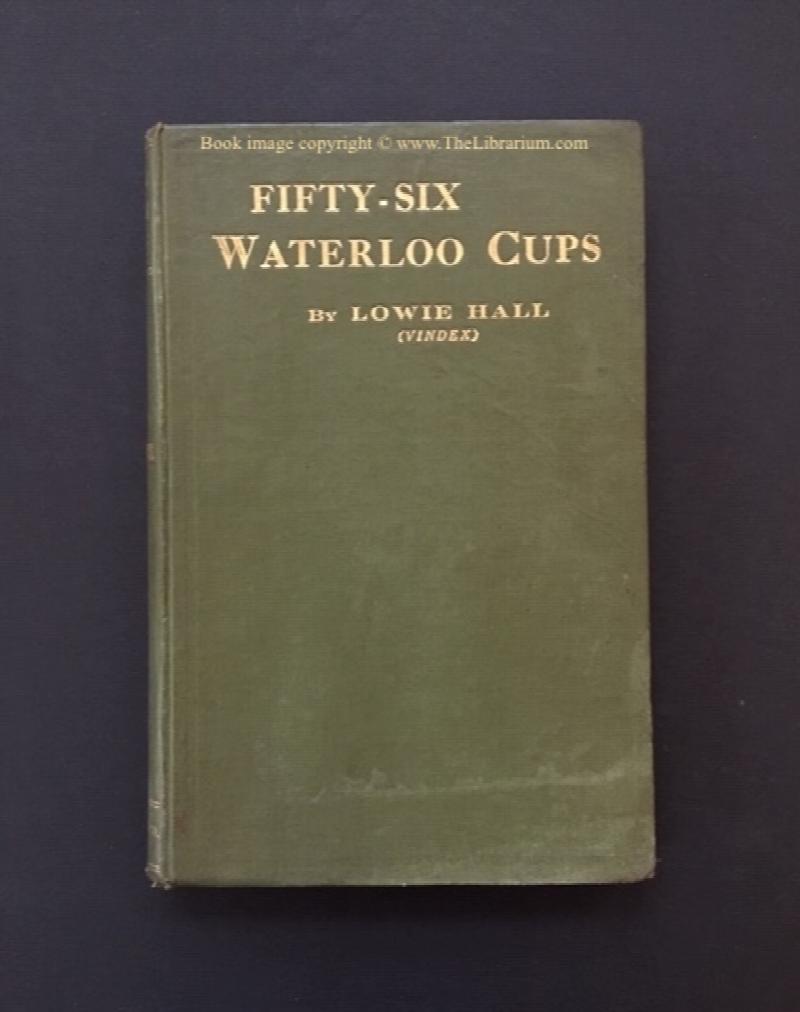 Book image copyright © www.TheLibrarium.com
FIFTY-SIX
WATERLOO CUPS
BY LOWIE HALL
(VINDEX)